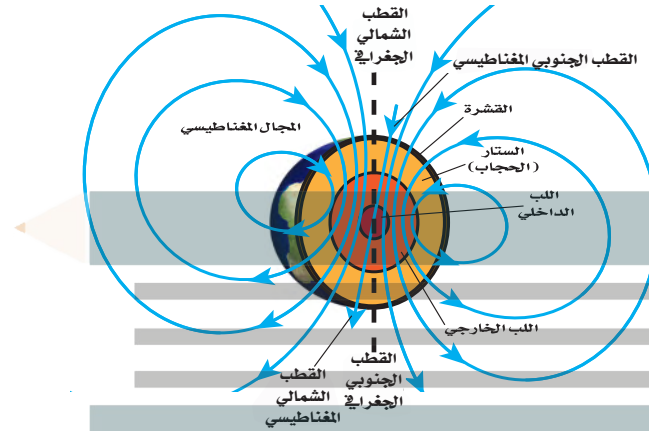 القطب
الشمالي
الجغرافي
القطب الجنوبي المغناطيسي
القشرة
المجال المغناطيسي
الستار
(الحجاب)
اللب
الداخلي
اللب الخارجي
القطب
الجنوبي
الجغرافي
القطب
الشمالي
المغناطيسي